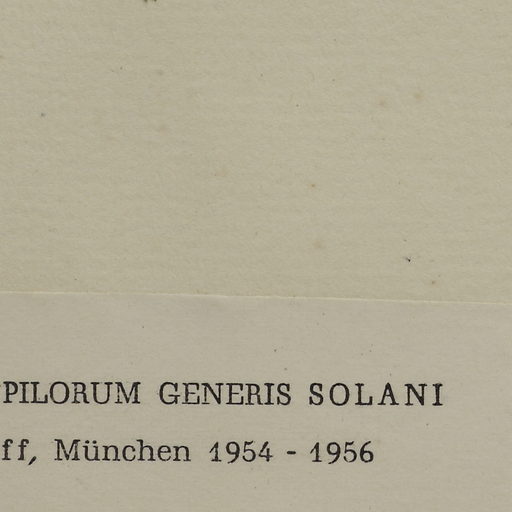 PILORUM GENERIS SOLANI
ff, München 1954 - 1956